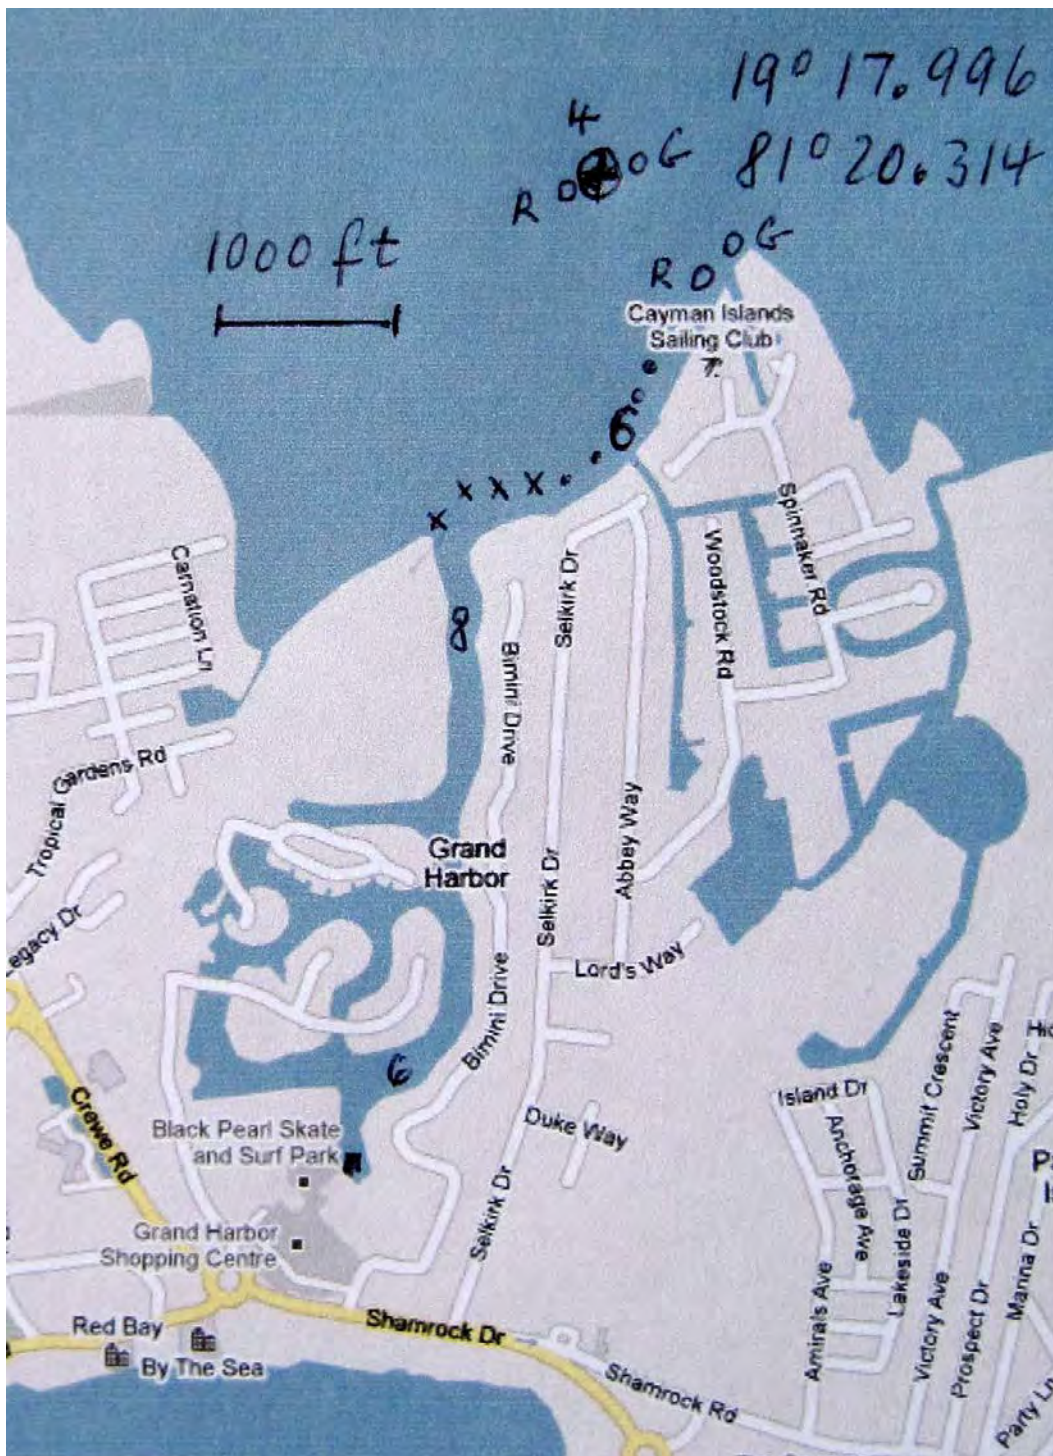 19° 17.996
4
G
81° 20.314
R
1000 ft
G
R
Cayman Islands
Sailing Club
6
x x x
x
Spinnaker Rd
Carnation Ln
Selkirk Dr
Woodstock Rd
8
Bimini Drive
Tropical Gardens Rd
Abbey Way
Grand
Harbor
Selkirk Dr
Legacy Dr
Lord's Way
Bimini Drive
6
Crewe Rd
Summit Crescent
Victory Ave
Holy Dr
Island Dr
Duke Way
Black Pearl Skate
and Surf Park
Anchorage Ave
Selkirk Dr
Lakeside Dr
Manna Dr
Grand Harbor
Shopping Centre
Amirals Ave
Victory Ave
Prospect Dr
Red Bay
Shamrock Dr
By The Sea
Shamrock Rd
Party Ln